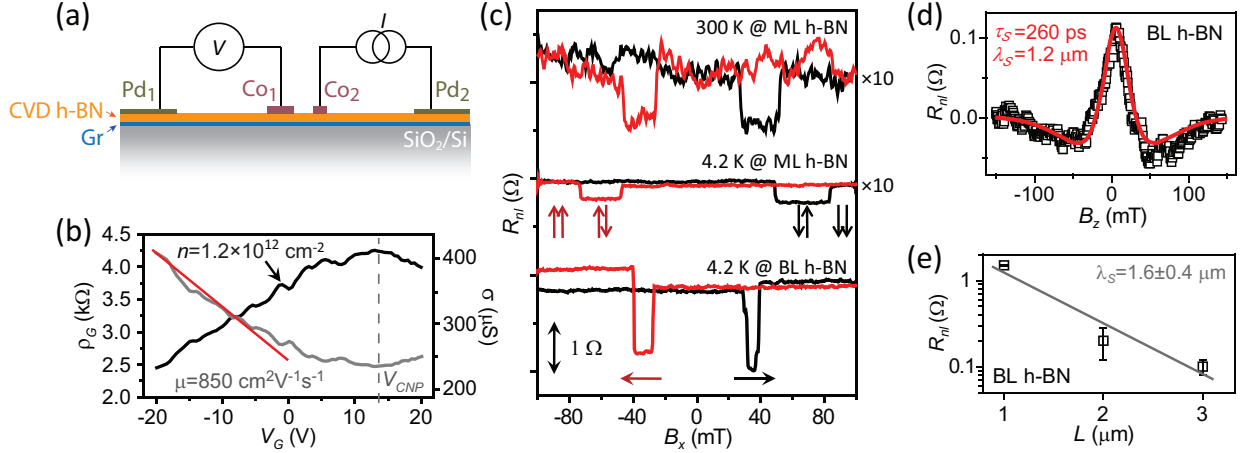 (a)
V
I
Pd₁
Co₁
Co₂
Pd₂
CVD h-BN
Gr
SiO₂/Si
(b)
4.5
4.0
3.5
3.0
2.5
2.0
ρG (kΩ)
n=1.2×10¹² cm⁻²
μ=850 cm²V⁻¹s⁻¹
VCNP
400
350
300
250
200
σ (μS)
-20
-10
0
10
20
VG (V)
(c)
300 K @ ML h-BN
×10
4.2 K @ ML h-BN
×10
4.2 K @ BL h-BN
1 Ω
Rnl (Ω)
-80
-40
0
40
80
Bx (mT)
(d)
0.1
0.0
Rnl (Ω)
τS=260 ps
λS=1.2 μm
BL h-BN
-100
0
100
Bz (mT)
(e)
1
0.1
Rnl (Ω)
λS=1.6±0.4 μm
BL h-BN
1
2
3
L (μm)